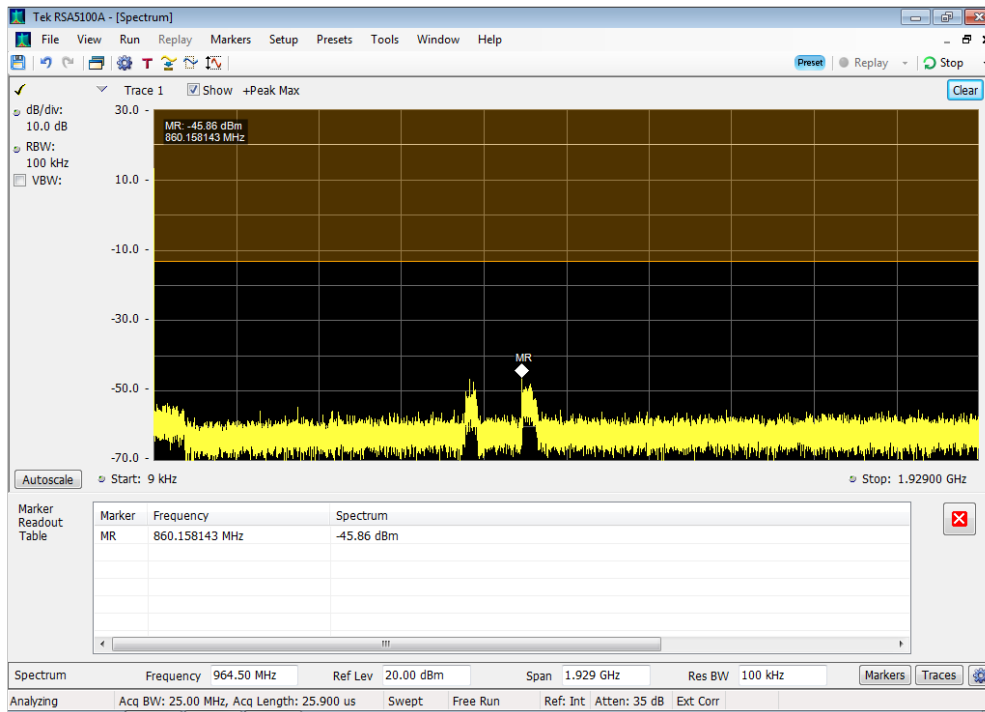 Tek RSA5100A - [Spectrum]
File View Run Replay Markers Setup Presets Tools Window Help
T Preset Replay Stop
Trace 1 Show +Peak Max Clear
dB/div:
10.0 dB
RBW:
100 kHz
VBW:
30.0
MR: -45.86 dBm
860.158143 MHz
10.0
-10.0
-30.0
MR
-50.0
-70.0
Autoscale Start: 9 kHz Stop: 1.92900 GHz
Marker
Readout
Table
Marker Frequency Spectrum
MR 860.158143 MHz -45.86 dBm
Spectrum Frequency 964.50 MHz Ref Lev 20.00 dBm Span 1.929 GHz Res BW 100 kHz Markers Traces
Analyzing Acq BW: 25.00 MHz, Acq Length: 25.900 us Swept Free Run Ref: Int Atten: 35 dB Ext Corr